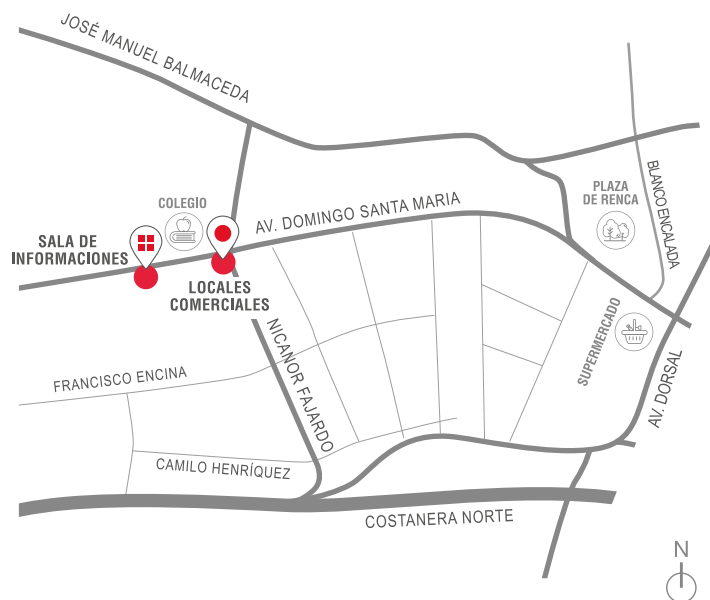 JOSÉ MANUEL BALMACEDA
COLEGIO
AV. DOMINGO SANTA MARIA
PLAZA
DE RENCA
BLANCO ENCALADA
SALA DE
INFORMACIONES
LOCALES
COMERCIALES
NICANOR FAJARDO
SUPERMERCADO
AV. DORSAL
FRANCISCO ENCINA
CAMILO HENRÍQUEZ
COSTANERA NORTE
N